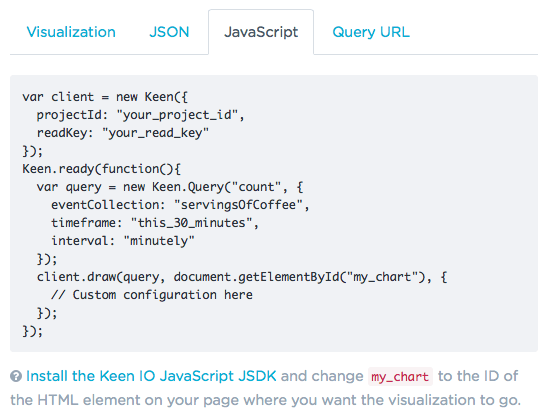 Visualization JSON JavaScript Query URL
var client = new Keen({
  projectId: "your_project_id",
  readKey: "your_read_key"
});
Keen.ready(function(){
  var query = new Keen.Query("count", {
    eventCollection: "servingsOfCoffee",
    timeframe: "this_30_minutes",
    interval: "minutely"
  });
  client.draw(query, document.getElementById("my_chart"), {
    // Custom configuration here
  });
});
? Install the Keen IO JavaScript JSDK and change my_chart to the ID of
the HTML element on your page where you want the visualization to go.